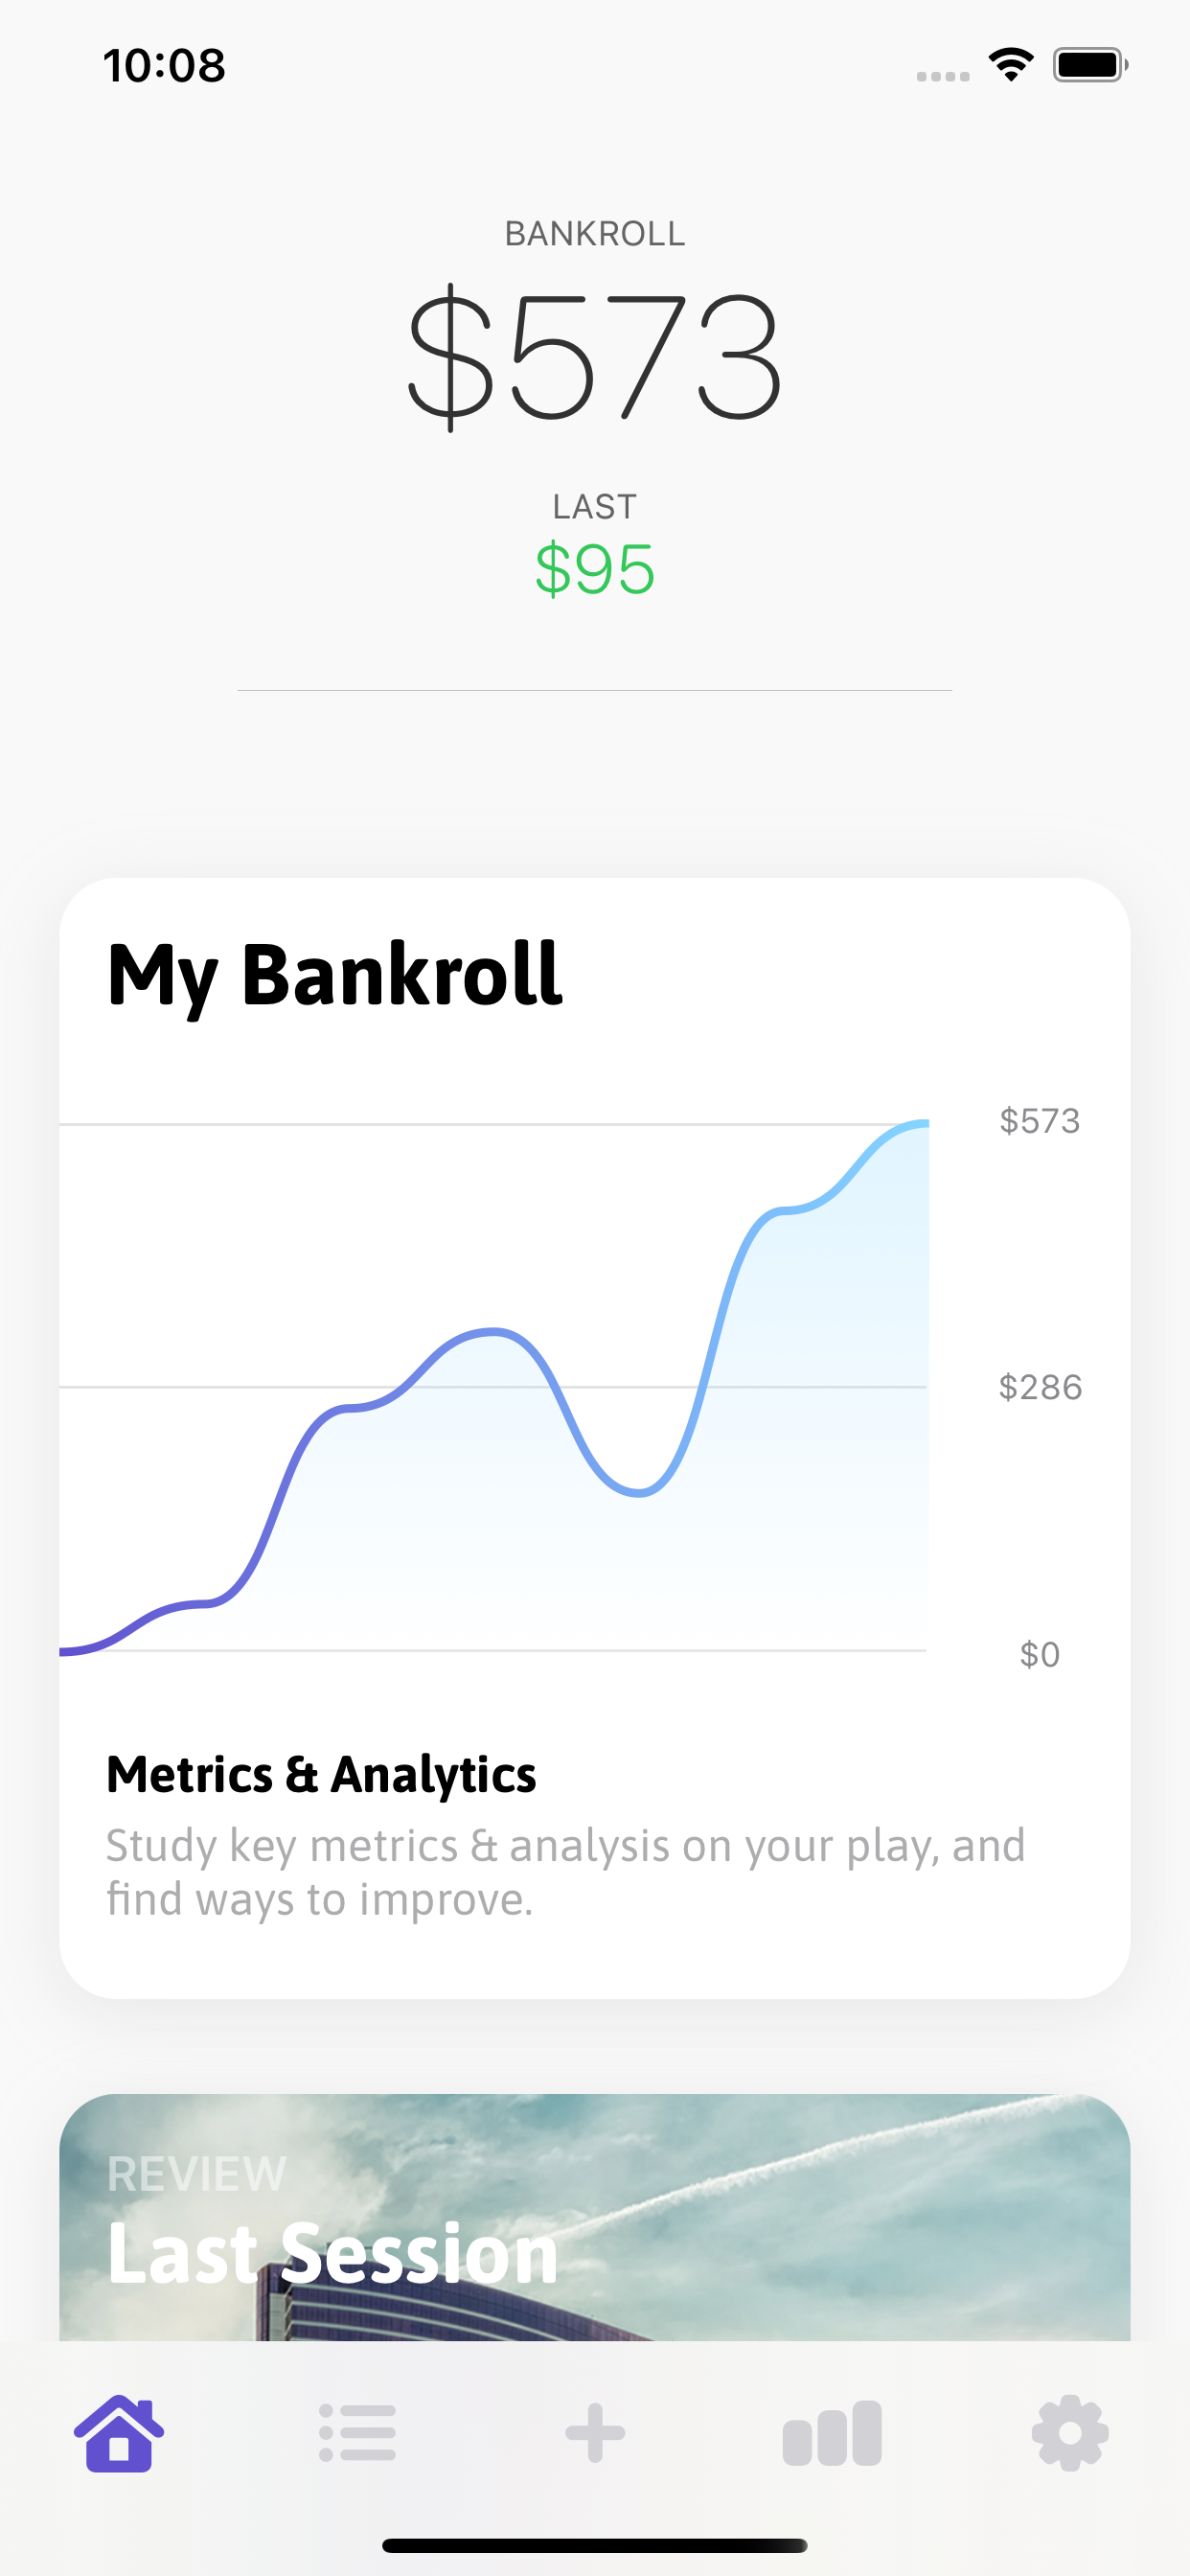 10:08
BANKROLL
$573
LAST
$95
My Bankroll
$573
$286
$0
Metrics & Analytics
Study key metrics & analysis on your play, and
find ways to improve.
REVIEW
Last Session